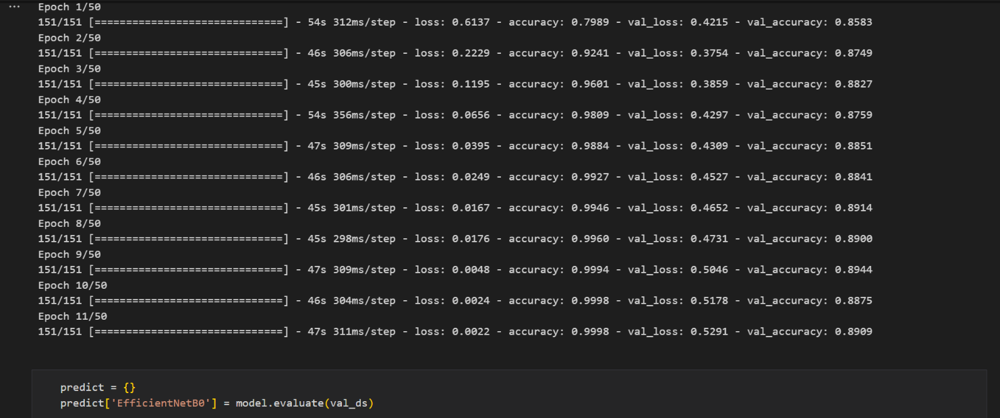 ...
Epoch 1/50
151/151 [==============================] - 54s 312ms/step - loss: 0.6137 - accuracy: 0.7989 - val_loss: 0.4215 - val_accuracy: 0.8583
Epoch 2/50
151/151 [==============================] - 46s 306ms/step - loss: 0.2229 - accuracy: 0.9241 - val_loss: 0.3754 - val_accuracy: 0.8749
Epoch 3/50
151/151 [==============================] - 45s 300ms/step - loss: 0.1195 - accuracy: 0.9601 - val_loss: 0.3859 - val_accuracy: 0.8827
Epoch 4/50
151/151 [==============================] - 54s 356ms/step - loss: 0.0656 - accuracy: 0.9809 - val_loss: 0.4297 - val_accuracy: 0.8759
Epoch 5/50
151/151 [==============================] - 47s 309ms/step - loss: 0.0395 - accuracy: 0.9884 - val_loss: 0.4309 - val_accuracy: 0.8851
Epoch 6/50
151/151 [==============================] - 46s 306ms/step - loss: 0.0249 - accuracy: 0.9927 - val_loss: 0.4527 - val_accuracy: 0.8841
Epoch 7/50
151/151 [==============================] - 45s 301ms/step - loss: 0.0167 - accuracy: 0.9946 - val_loss: 0.4652 - val_accuracy: 0.8914
Epoch 8/50
151/151 [==============================] - 45s 298ms/step - loss: 0.0176 - accuracy: 0.9960 - val_loss: 0.4731 - val_accuracy: 0.8900
Epoch 9/50
151/151 [==============================] - 47s 309ms/step - loss: 0.0048 - accuracy: 0.9994 - val_loss: 0.5046 - val_accuracy: 0.8944
Epoch 10/50
151/151 [==============================] - 46s 304ms/step - loss: 0.0024 - accuracy: 0.9998 - val_loss: 0.5178 - val_accuracy: 0.8875
Epoch 11/50
151/151 [==============================] - 47s 311ms/step - loss: 0.0022 - accuracy: 0.9998 - val_loss: 0.5291 - val_accuracy: 0.8909
predict = {}
predict['EfficientNetB0'] = model.evaluate(val_ds)